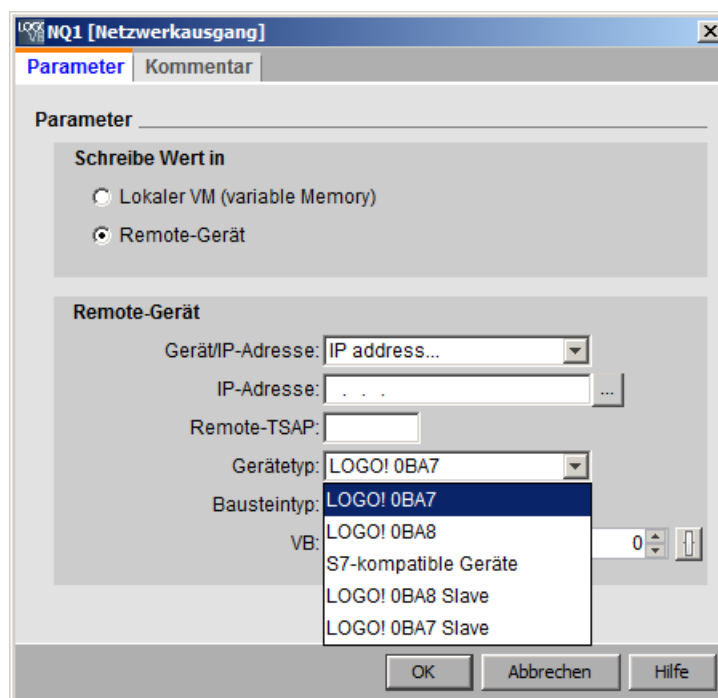 LOGO NQ1 [Netzwerkausgang]
Parameter Kommentar
Parameter
Schreibe Wert in
Lokaler VM (variable Memory)
Remote-Gerät
Remote-Gerät
Gerät/IP-Adresse: IP address...
IP-Adresse: . . . ...
Remote-TSAP:
Gerätetyp: LOGO! 0BA7
Bausteintyp: LOGO! 0BA7
LOGO! 0BA8
VB: 0
S7-kompatible Geräte
LOGO! 0BA8 Slave
LOGO! 0BA7 Slave
OK Abbrechen Hilfe